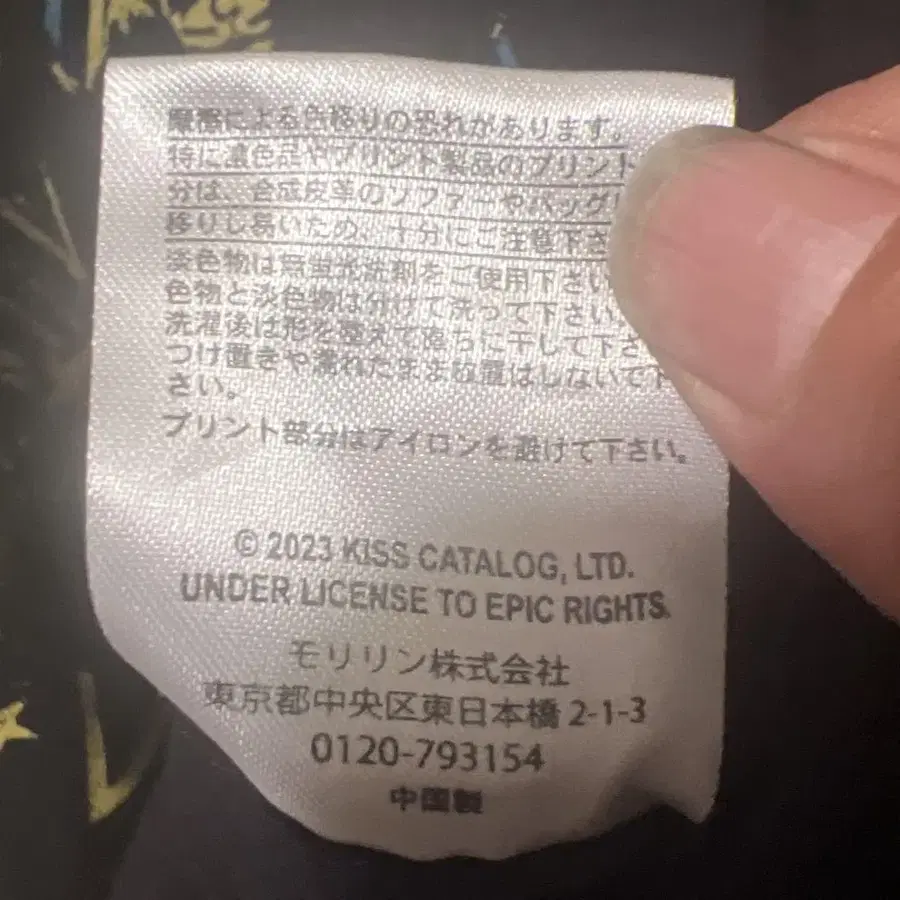 摩擦による色移りの恐れがあります。
特に濃色品やプリント製品のプリント
分は、合成皮革のソファーやバッグ
移りし易いため、十分にご注意下さ
淡色物は無蛍光洗剤をご使用下さい
色物と淡色物は分けて洗って下さい
洗濯後は形を整えて直ちに干して下さ
つけ置きや濡れたまま放置はしないで下
さい。
プリント部分はアイロンを避けて下さい。
© 2023 KISS CATALOG, LTD.
UNDER LICENSE TO EPIC RIGHTS.
モリリン株式会社
東京都中央区東日本橋 2-1-3
0120-793154
中国製